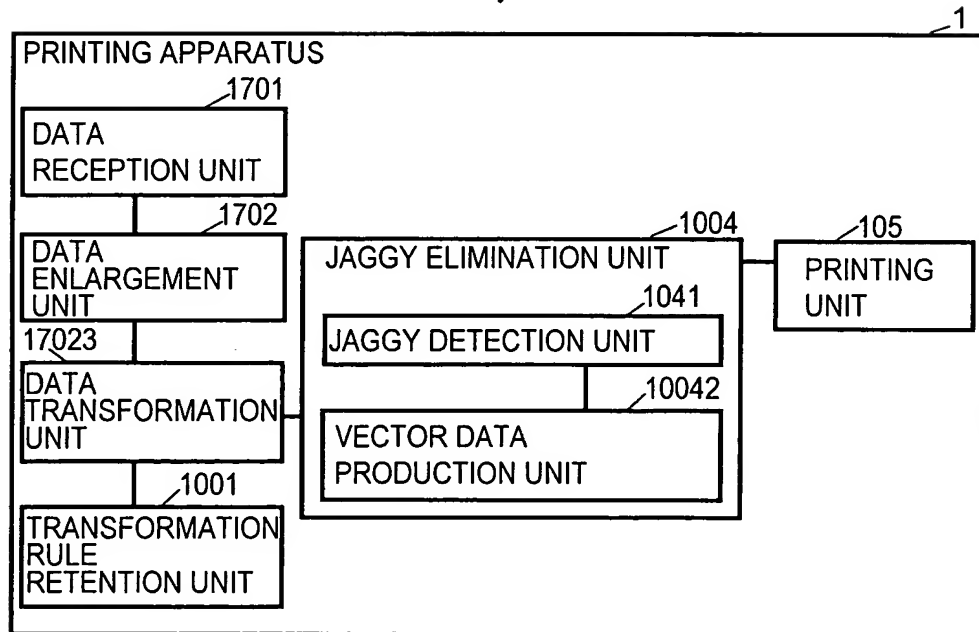 1
PRINTING APPARATUS
1701
DATA
RECEPTION UNIT
1702
DATA
ENLARGEMENT
UNIT
17023
DATA
TRANSFORMATION
UNIT
1001
TRANSFORMATION
RULE
RETENTION UNIT
1004
JAGGY ELIMINATION UNIT
1041
JAGGY DETECTION UNIT
10042
VECTOR DATA
PRODUCTION UNIT
105
PRINTING
UNIT